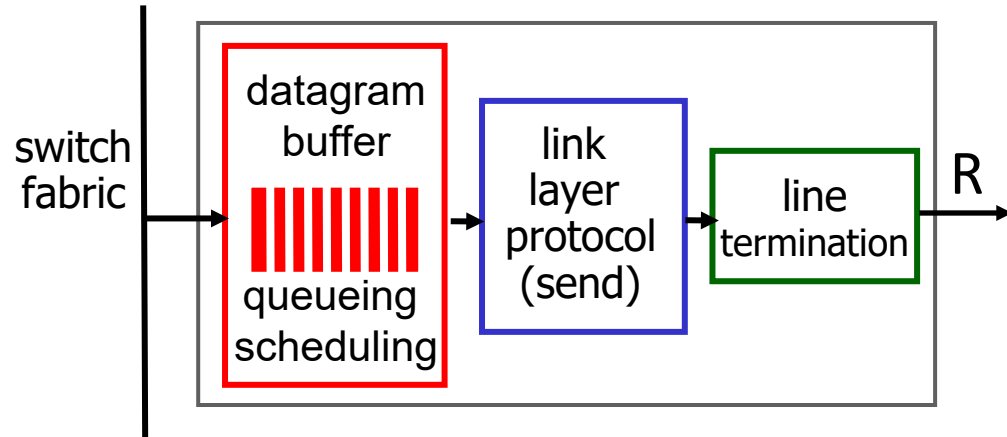 switch
fabric
datagram
buffer
queueing
scheduling
link
layer
protocol
(send)
line
termination
R